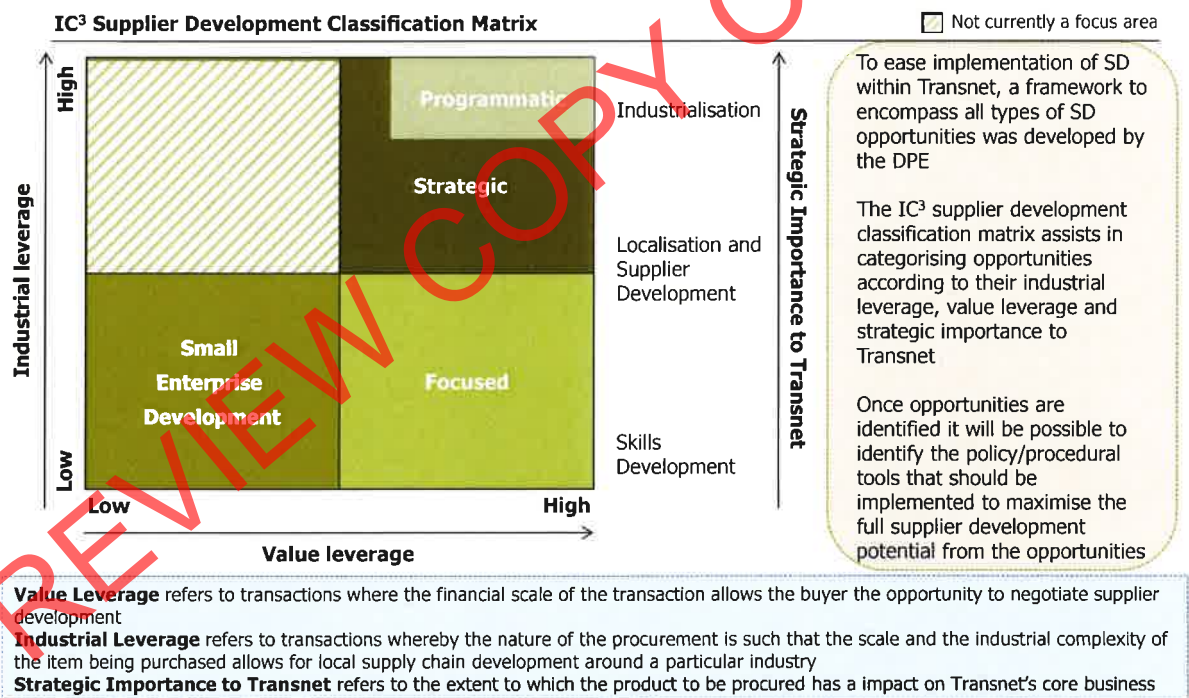 IC³ Supplier Development Classification Matrix
Not currently a focus area
High
Industrial leverage
Low
Programmatic
Strategic
Small
Enterprise
Development
Focused
Low
High
Value leverage
Industrialisation
Localisation and
Supplier
Development
Skills
Development
Strategic Importance to Transnet
To ease implementation of SD
within Transnet, a framework to
encompass all types of SD
opportunities was developed by
the DPE
The IC³ supplier development
classification matrix assists in
categorising opportunities
according to their industrial
leverage, value leverage and
strategic importance to
Transnet
Once opportunities are
identified it will be possible to
identify the policy/procedural
tools that should be
implemented to maximise the
full supplier development
potential from the opportunities
Value Leverage refers to transactions where the financial scale of the transaction allows the buyer the opportunity to negotiate supplier
development
Industrial Leverage refers to transactions whereby the nature of the procurement is such that the scale and the industrial complexity of
the item being purchased allows for local supply chain development around a particular industry
Strategic Importance to Transnet refers to the extent to which the product to be procured has a impact on Transnet's core business
REVIEW COPY